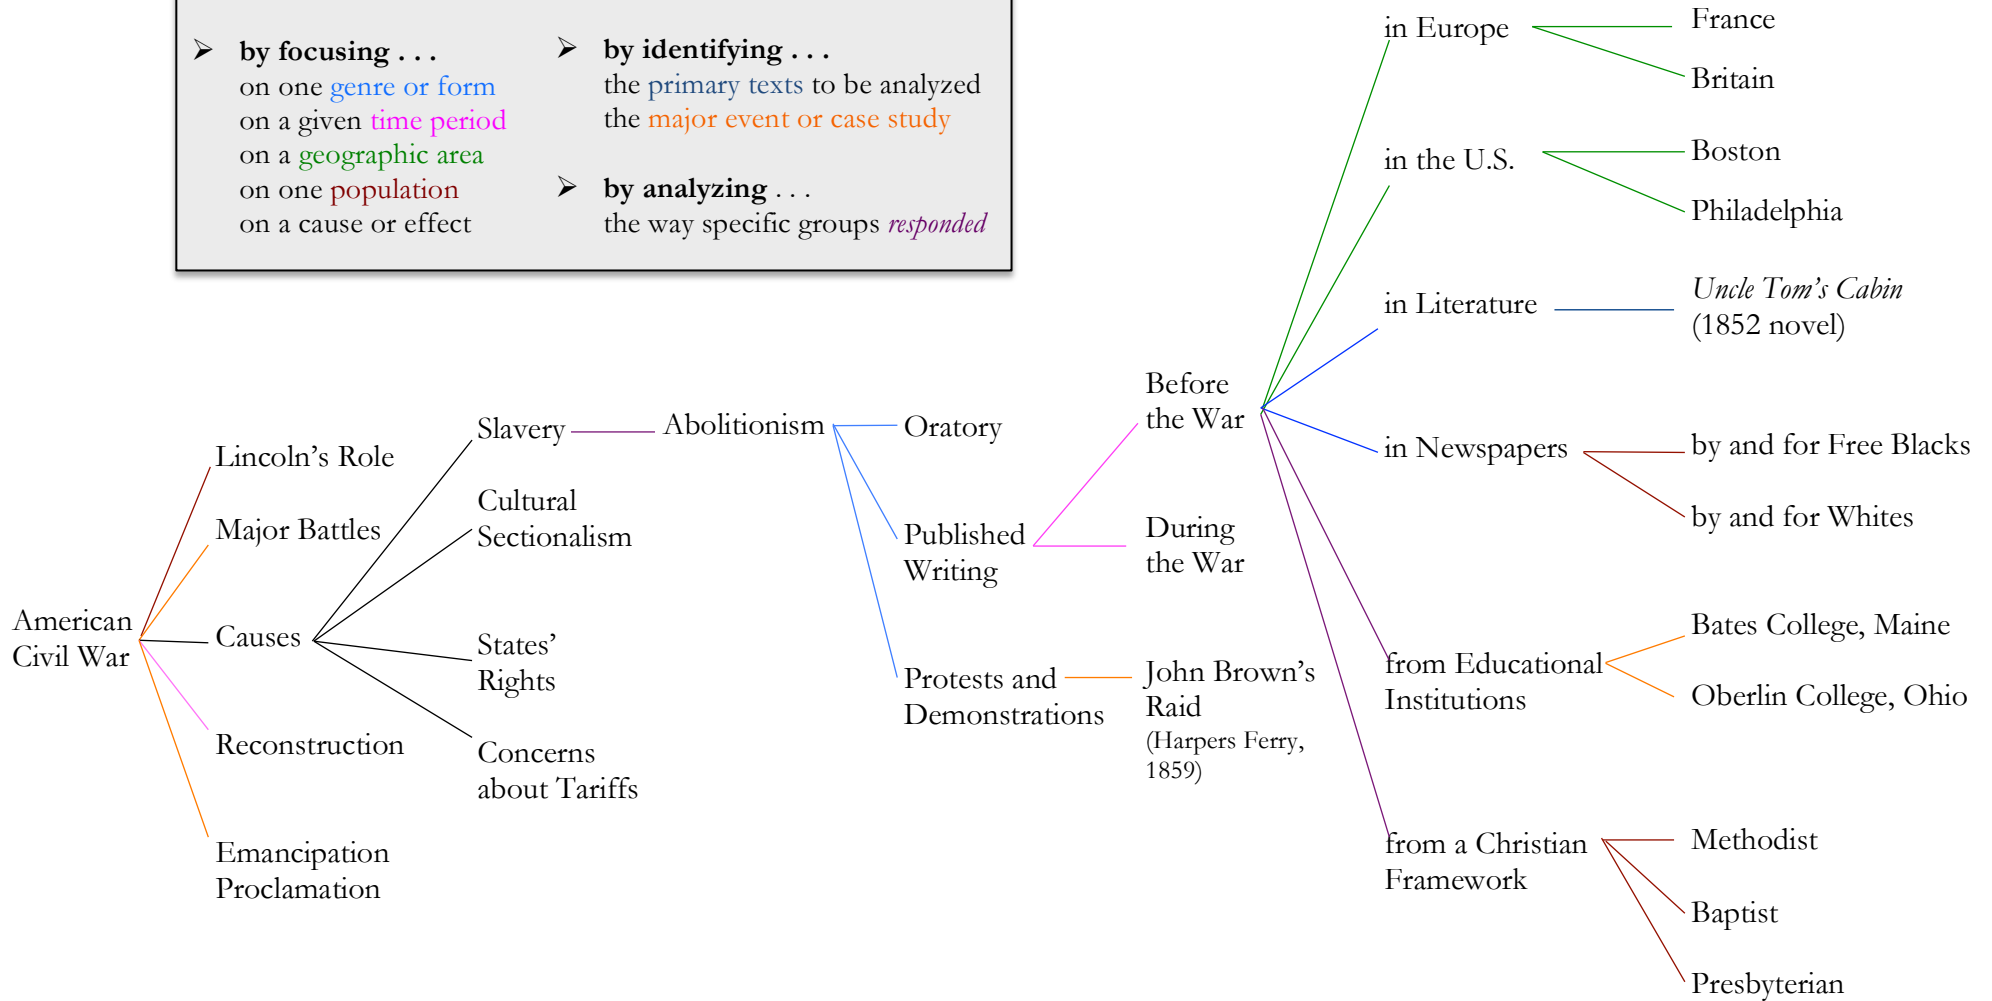 ➢ by focusing . . .
on one genre or form
on a given time period
on a geographic area
on one population
on a cause or effect
➢ by identifying . . .
the primary texts to be analyzed
the major event or case study
➢ by analyzing . . .
the way specific groups responded
American
Civil War
Lincoln’s Role
Major Battles
Causes
Reconstruction
Emancipation
Proclamation
Slavery
Cultural
Sectionalism
States’
Rights
Concerns
about Tariffs
Abolitionism
Oratory
Published
Writing
Protests and
Demonstrations
Before
the War
During
the War
John Brown’s
Raid
(Harpers Ferry,
1859)
in Europe
in the U.S.
in Literature
in Newspapers
from Educational
Institutions
from a Christian
Framework
France
Britain
Boston
Philadelphia
Uncle Tom’s Cabin
(1852 novel)
by and for Free Blacks
by and for Whites
Bates College, Maine
Oberlin College, Ohio
Methodist
Baptist
Presbyterian